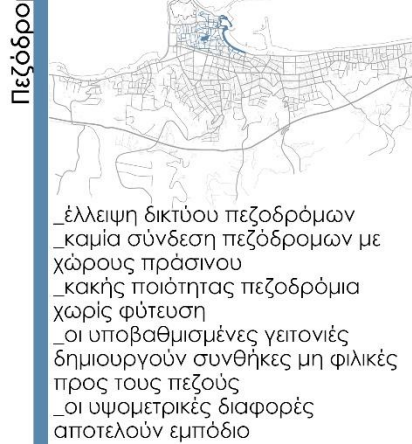 Πεζόδρο
_έλλειψη δικτύου πεζοδρόμων
_καμία σύνδεση πεζόδρομων με
χώρους πράσινου
_κακής ποιότητας πεζοδρόμια
χωρίς φύτευση
_οι υποβαθμισμένες γειτονιές
δημιουργούν συνθήκες μη φιλικές
προς τους πεζούς
_οι υψομετρικές διαφορές
αποτελούν εμπόδιο